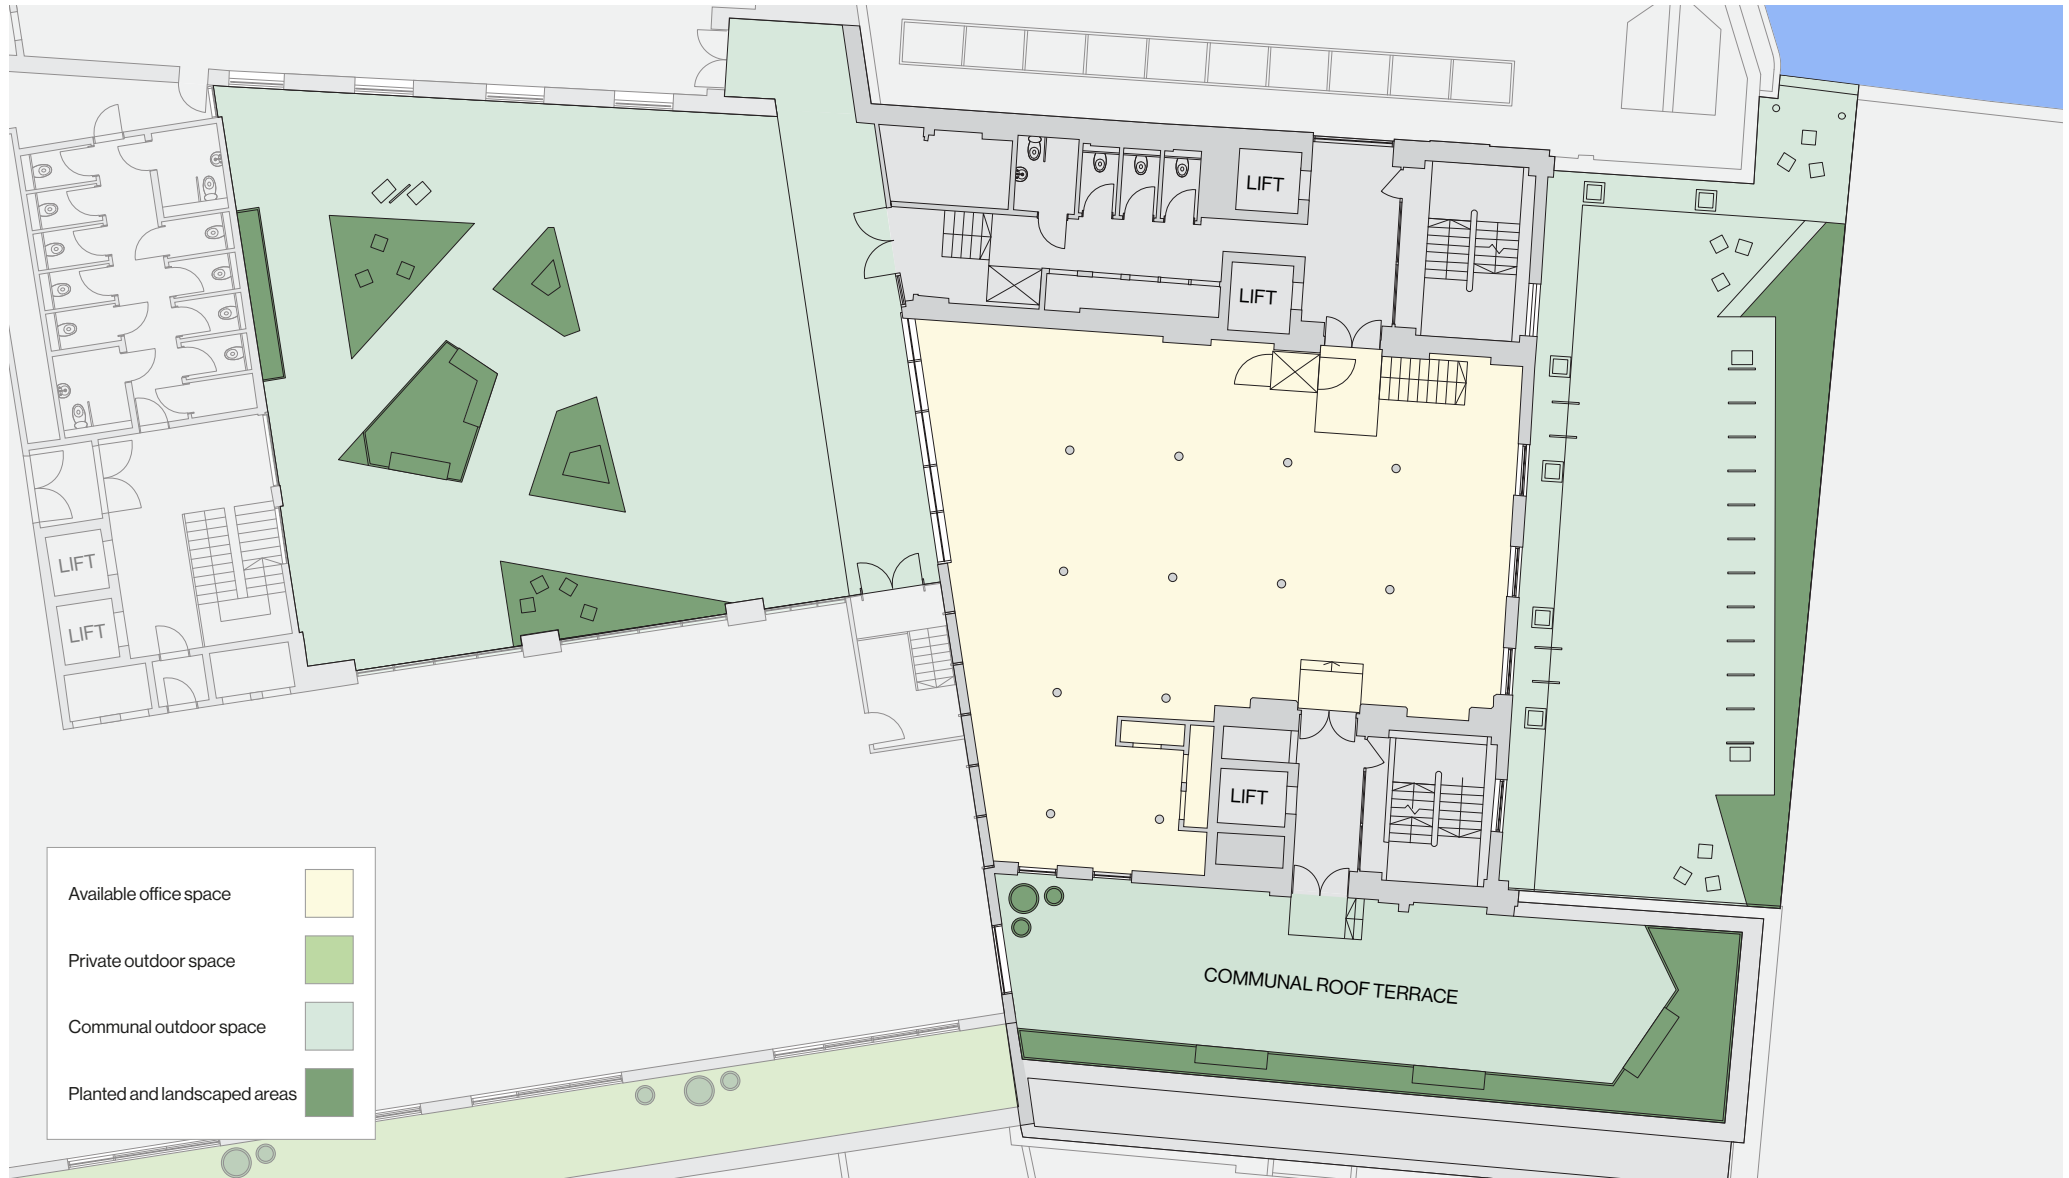 LIFT
LIFT
LIFT
LIFT
LIFT
COMMUNAL ROOF TERRACE
Available office space
Private outdoor space
Communal outdoor space
Planted and landscaped areas